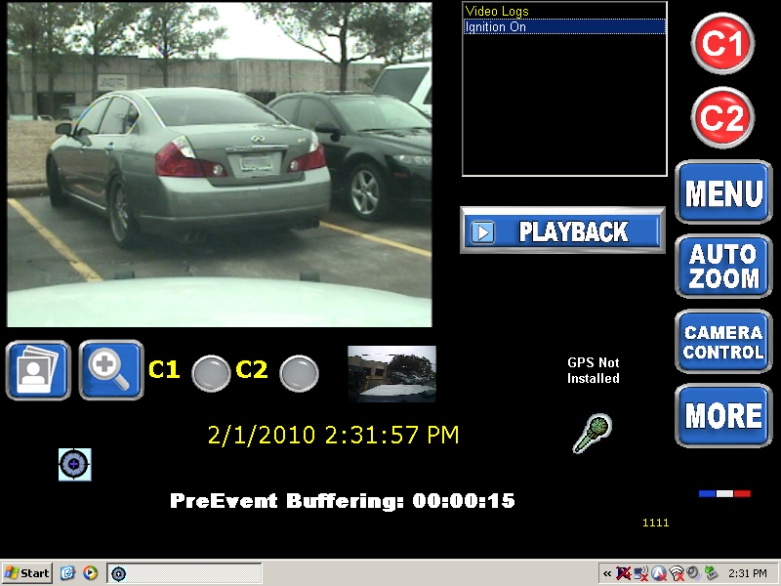 Video Logs
Ignition On
C1
C2
MENU
PLAYBACK
AUTO
ZOOM
CAMERA
CONTROL
C1
C2
GPS Not
Installed
MORE
2/1/2010 2:31:57 PM
PreEvent Buffering: 00:00:15
1111
Start
«
2:31 PM